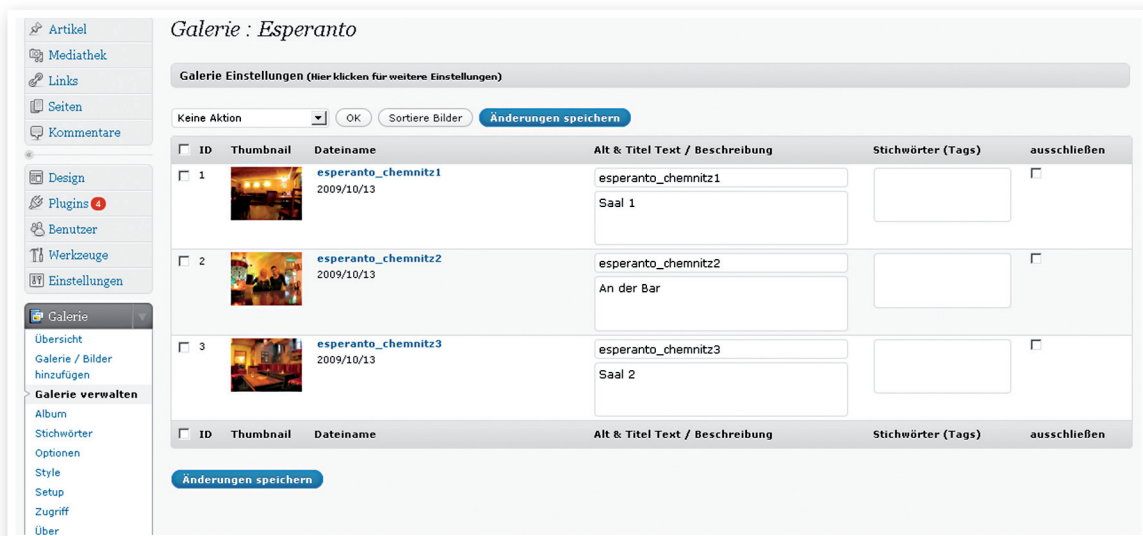 Artikel
Mediathek
Links
Seiten
Kommentare
Design
Plugins 4
Benutzer
Werkzeuge
Einstellungen
Galerie
Übersicht
Galerie / Bilder
hinzufügen
Galerie verwalten
Album
Stichwörter
Optionen
Style
Setup
Zugriff
Über
Galerie : Esperanto
Galerie Einstellungen (Hier klicken für weitere Einstellungen)
Keine Aktion OK Sortiere Bilder Änderungen speichern
ID Thumbnail Dateiname Alt & Titel Text / Beschreibung Stichwörter (Tags) ausschließen
1 esperanto_chemnitz1 esperanto_chemnitz1
2009/10/13
Saal 1
2 esperanto_chemnitz2 esperanto_chemnitz2
2009/10/13
An der Bar
3 esperanto_chemnitz3 esperanto_chemnitz3
2009/10/13
Saal 2
ID Thumbnail Dateiname Alt & Titel Text / Beschreibung Stichwörter (Tags) ausschließen
Änderungen speichern